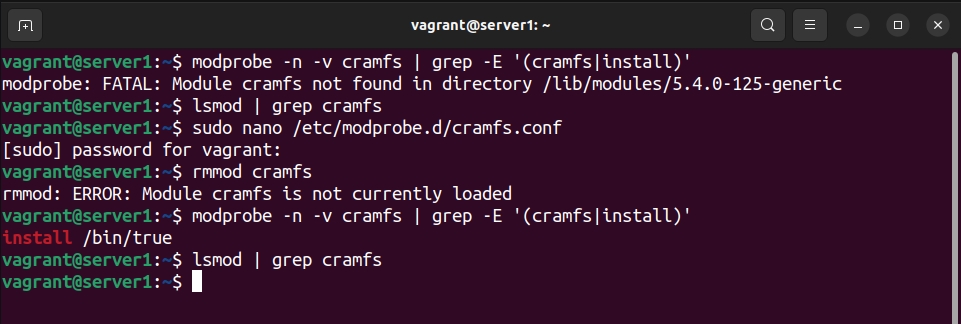 vagrant@server1: ~
vagrant@server1:~$ modprobe -n -v cramfs | grep -E '(cramfs|install)'
modprobe: FATAL: Module cramfs not found in directory /lib/modules/5.4.0-125-generic
vagrant@server1:~$ lsmod | grep cramfs
vagrant@server1:~$ sudo nano /etc/modprobe.d/cramfs.conf
[sudo] password for vagrant:
vagrant@server1:~$ rmmod cramfs
rmmod: ERROR: Module cramfs is not currently loaded
vagrant@server1:~$ modprobe -n -v cramfs | grep -E '(cramfs|install)'
install /bin/true
vagrant@server1:~$ lsmod | grep cramfs
vagrant@server1:~$